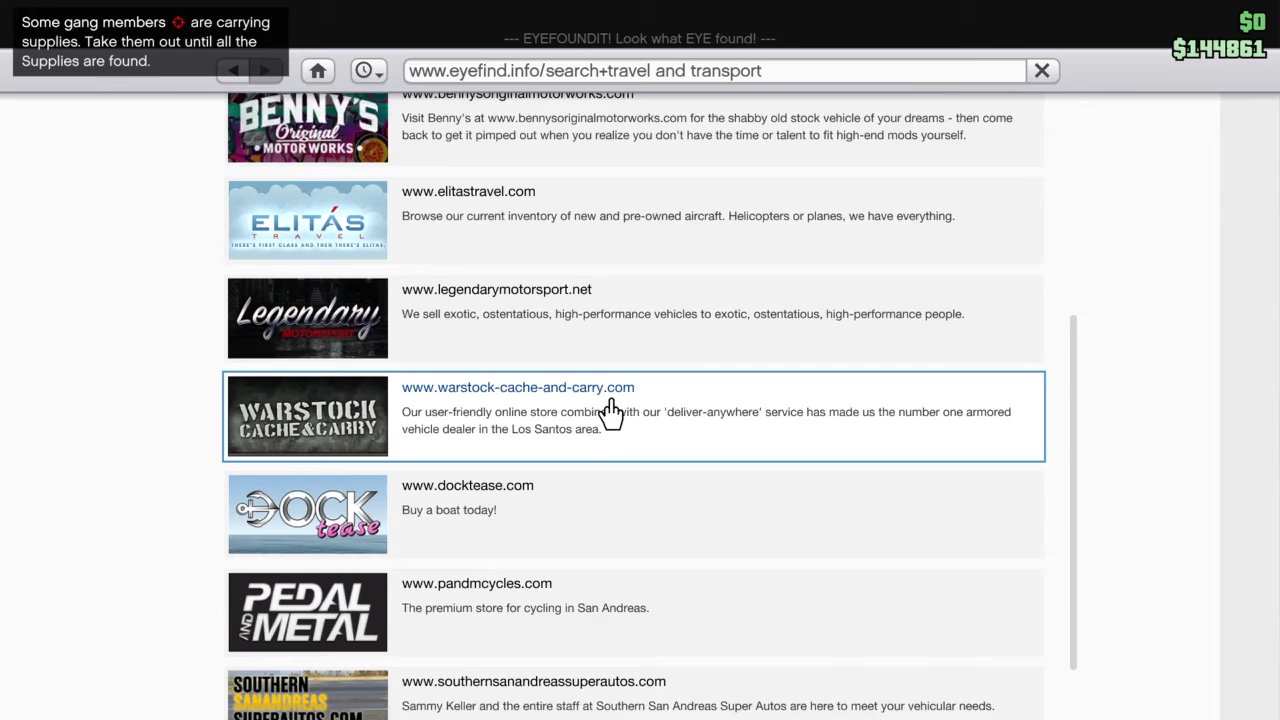 Some gang members are carrying
supplies. Take them out until all the
Supplies are found.
$0
$144861
--- EYEFOUNDIT! Look what EYE found! ---
www.eyefind.info/search+travel and transport
BENNY'S
Original
MOTOR WORKS
www.bennysoriginalmotorworks.com
Visit Benny's at www.bennysoriginalmotorworks.com for the shabby old stock vehicle of your dreams - then come
back to get it pimped out when you realize you don't have the time or talent to fit high-end mods yourself.
ELITÁS
TRAVEL
THERE'S FIRST CLASS AND THEN THERE'S ELITAS.
www.elitastravel.com
Browse our current inventory of new and pre-owned aircraft. Helicopters or planes, we have everything.
Legendary
MOTORSPORT
www.legendarymotorsport.net
We sell exotic, ostentatious, high-performance vehicles to exotic, ostentatious, high-performance people.
WARSTOCK
CACHE & CARRY
www.warstock-cache-and-carry.com
Our user-friendly online store combin with our 'deliver-anywhere' service has made us the number one armored
vehicle dealer in the Los Santos area.
DOCK
tease
www.docktease.com
Buy a boat today!
PEDAL
AND METAL
www.pandmcycles.com
The premium store for cycling in San Andreas.
SOUTHERN
SANANDREAS
SUPERAUTOS.COM
www.southernsanandreassuperautos.com
Sammy Keller and the entire staff at Southern San Andreas Super Autos are here to meet your vehicular needs.